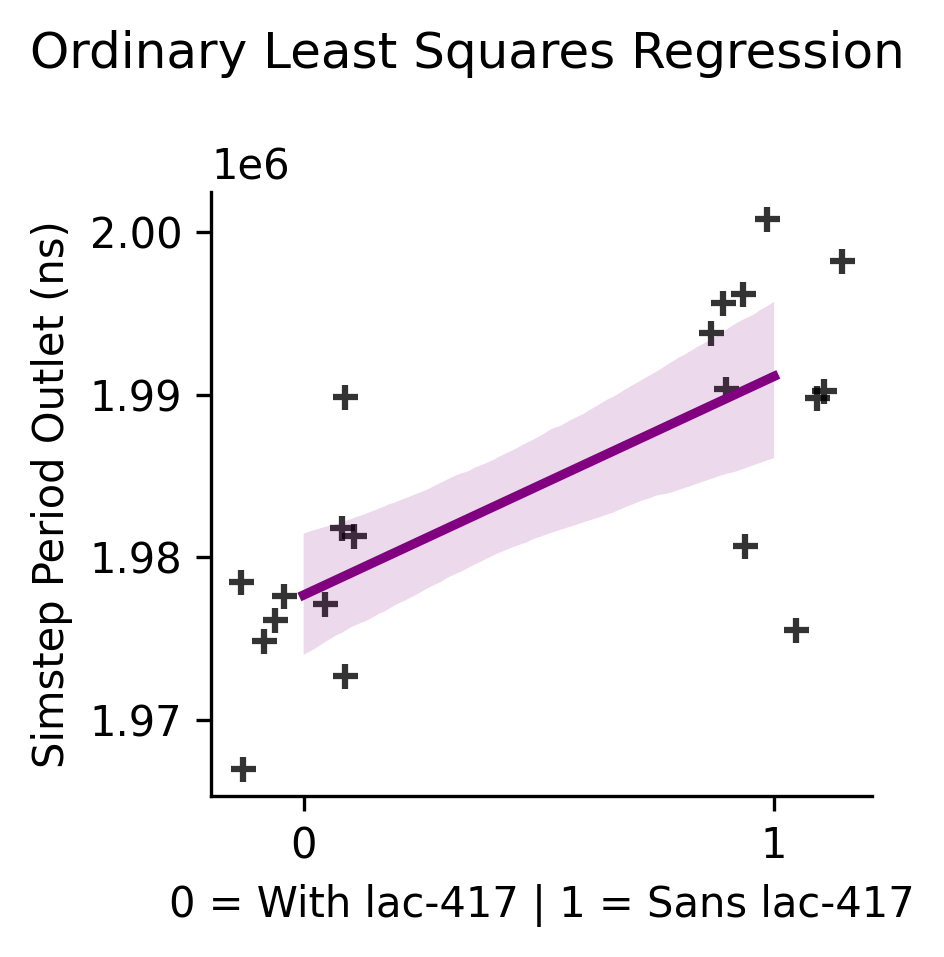 Ordinary Least Squares Regression
1e6
2.00
1.99
1.98
1.97
Simstep Period Outlet (ns)
0 1
0 = With lac-417 | 1 = Sans lac-417